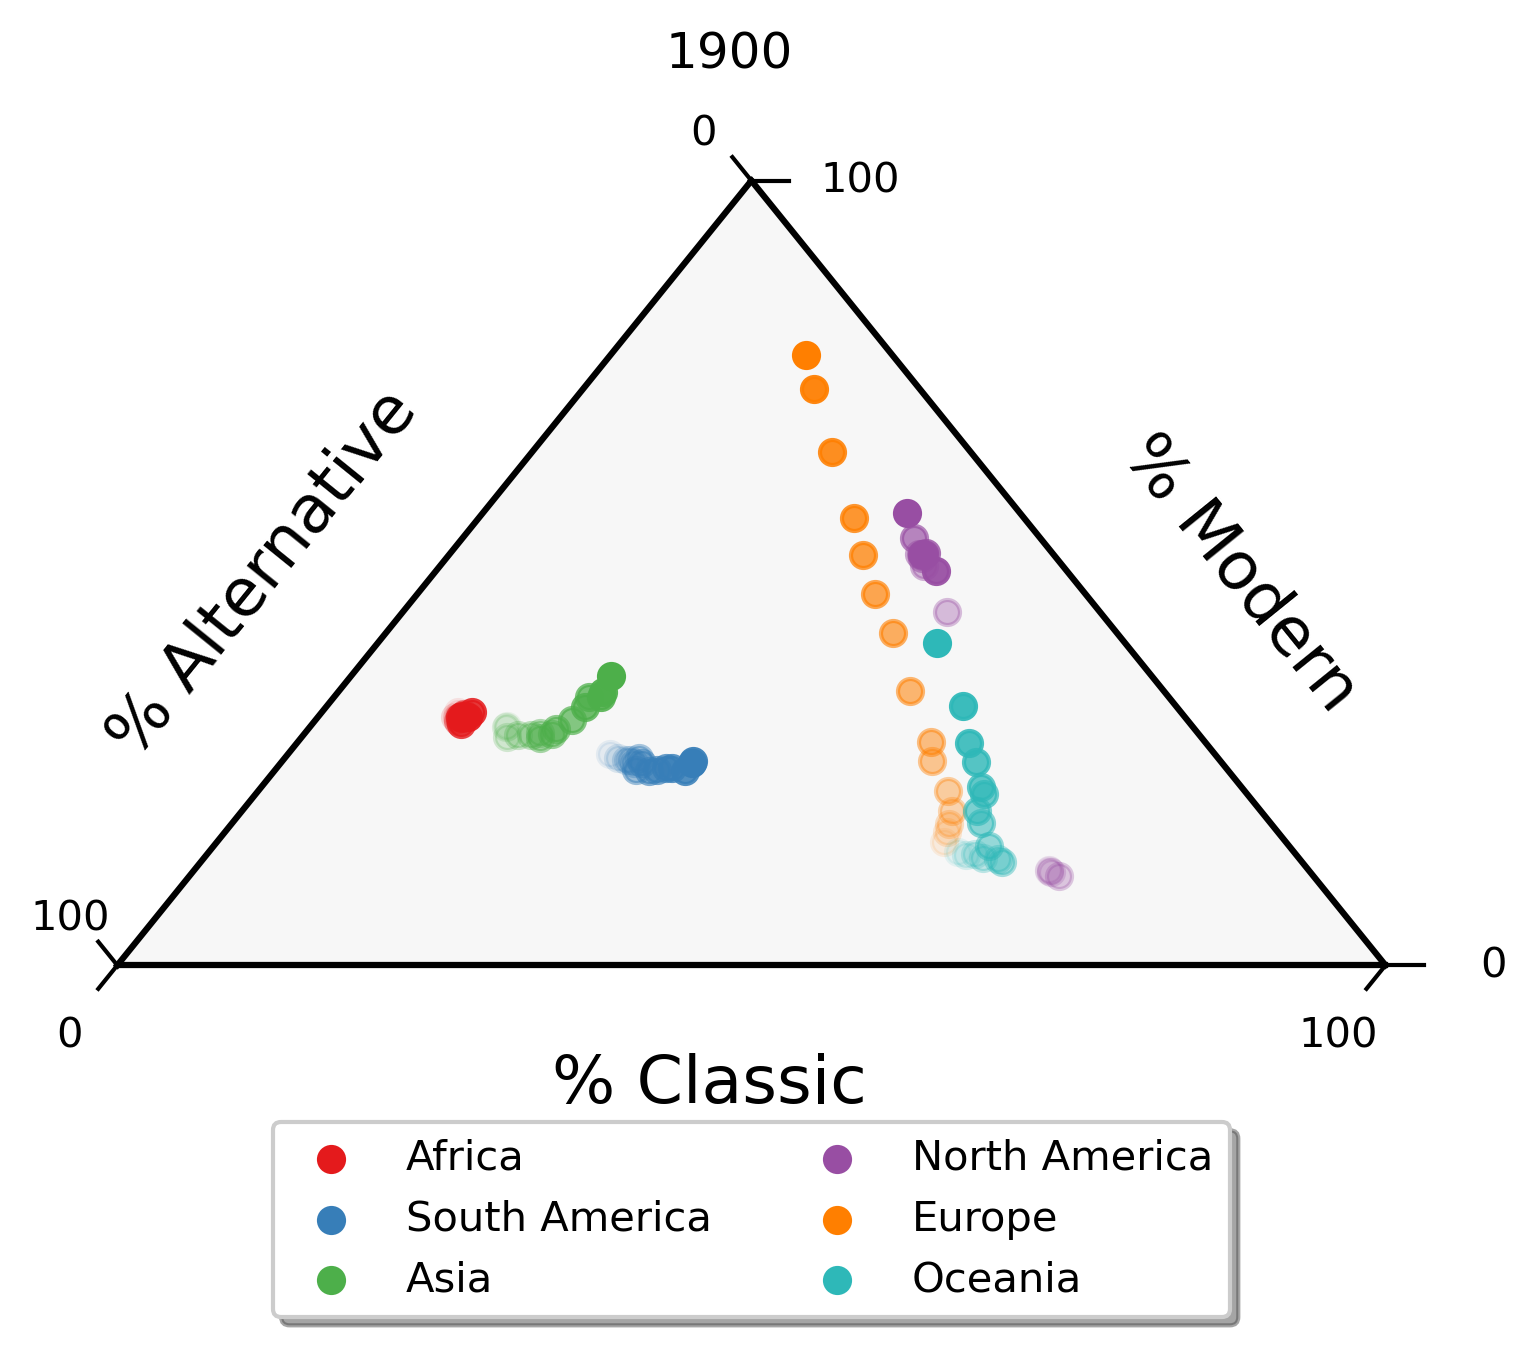 1900
0
100
% Alternative
% Modern
100
0
0
100
% Classic
Africa
South America
Asia
North America
Europe
Oceania